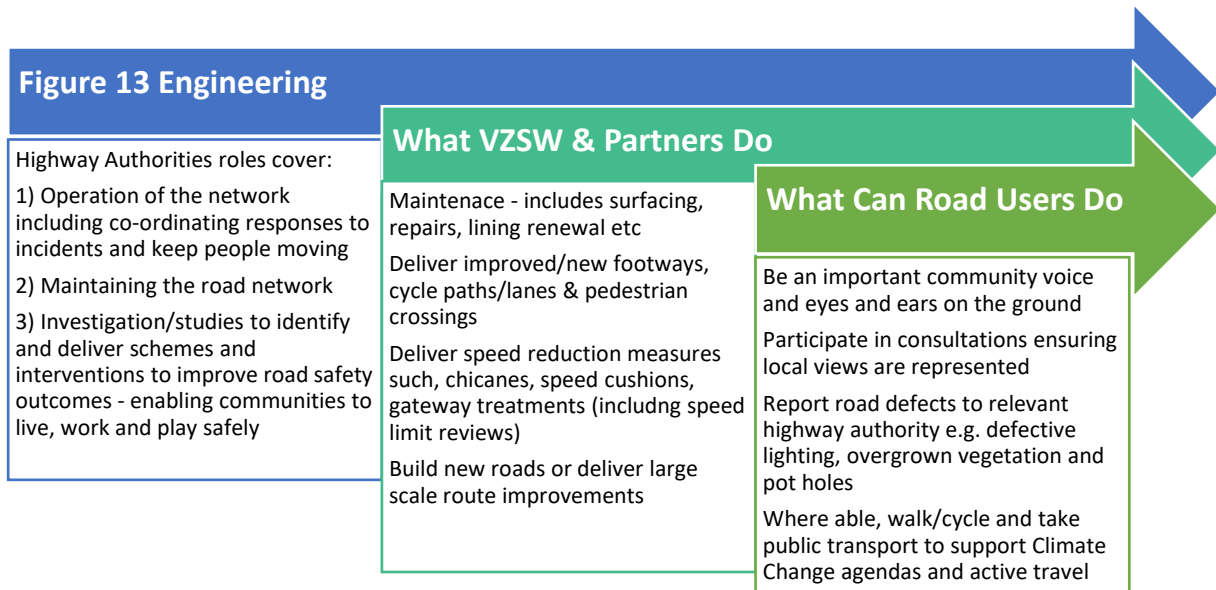 Figure 13 Engineering
Highway Authorities roles cover:
1) Operation of the network
including co-ordinating responses to
incidents and keep people moving
2) Maintaining the road network
3) Investigation/studies to identify
and deliver schemes and
interventions to improve road safety
outcomes - enabling communities to
live, work and play safely
What VZSW & Partners Do
Maintenace - includes surfacing,
repairs, lining renewal etc
Deliver improved/new footways,
cycle paths/lanes & pedestrian
crossings
Deliver speed reduction measures
such, chicanes, speed cushions,
gateway treatments (includng speed
limit reviews)
Build new roads or deliver large
scale route improvements
What Can Road Users Do
Be an important community voice
and eyes and ears on the ground
Participate in consultations ensuring
local views are represented
Report road defects to relevant
highway authority e.g. defective
lighting, overgrown vegetation and
pot holes
Where able, walk/cycle and take
public transport to support Climate
Change agendas and active travel